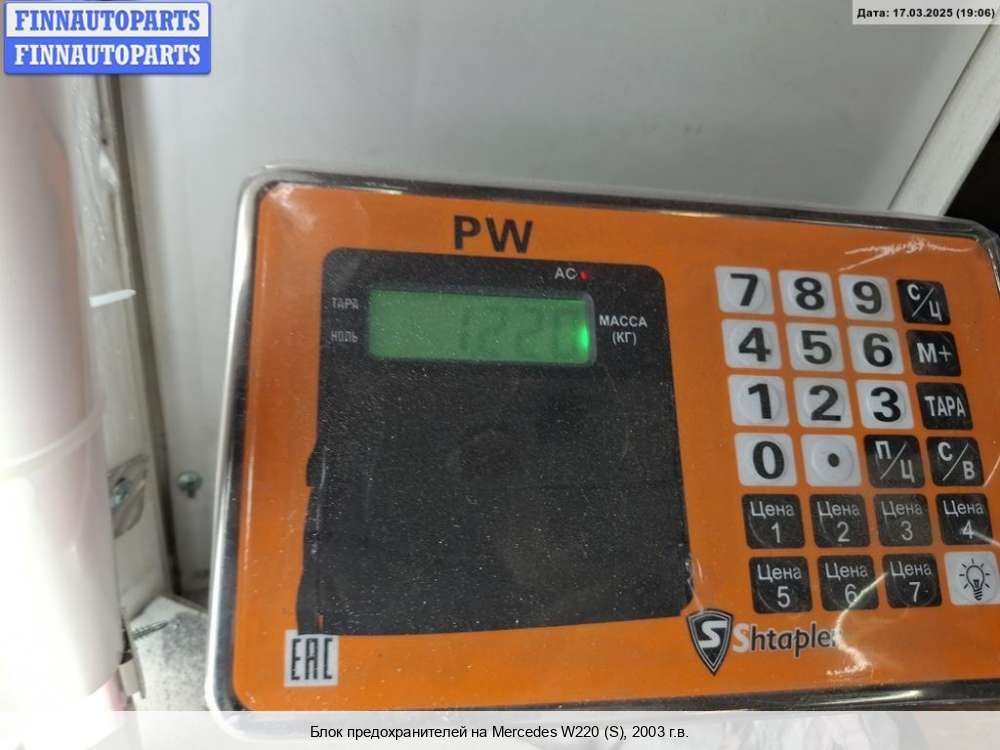 FINNAUTOPARTS
FINNAUTOPARTS
Дата: 17.03.2025 (19:06)
PW
AC
ТАРА
НОЛЬ
МАССА
(КГ)
7 8 9 С/Ц
4 5 6 М+
1 2 3 ТАРА
0 . П/Ц С/В
Цена 1 Цена 2 Цена 3 Цена 4
Цена 5 Цена 6 Цена 7
EAC
S Shtapler
Блок предохранителей на Mercedes W220 (S), 2003 г.в.